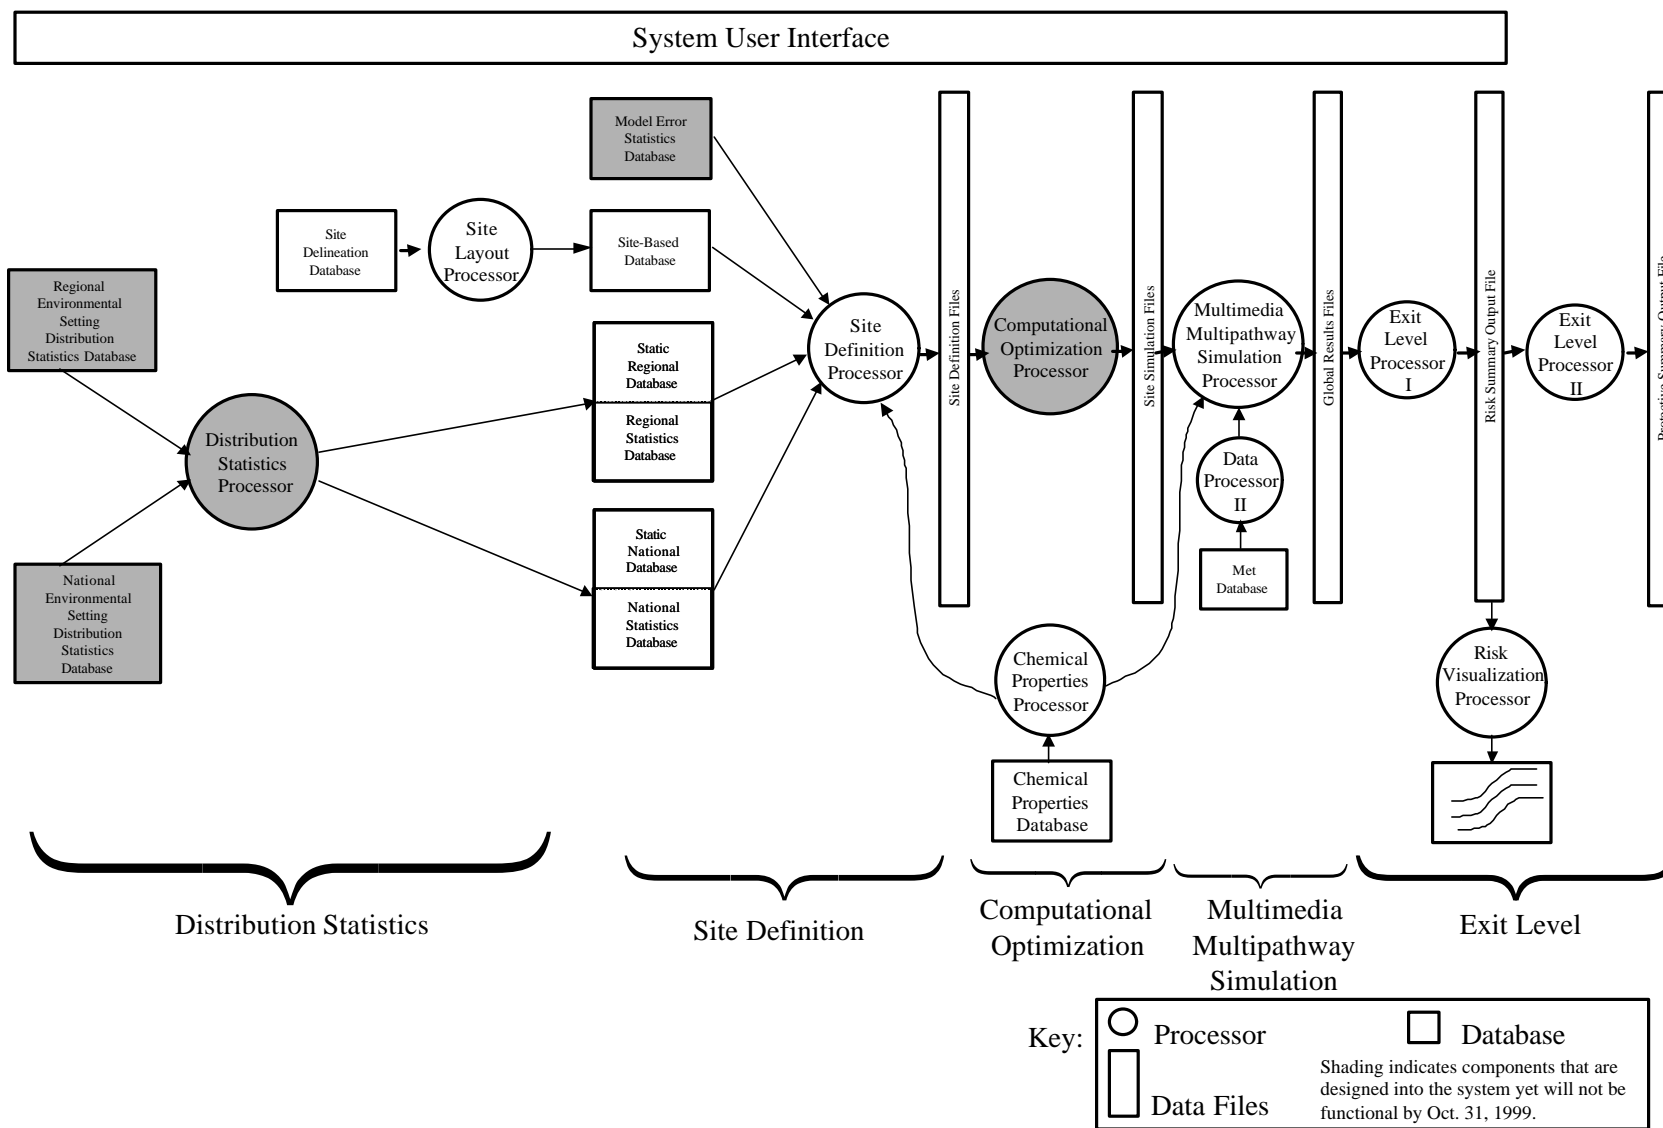 System User Interface
Model Error
Statistics
Database
Site
Delineation
Database
Site
Layout
Processor
Site-Based
Database
Regional
Environmental
Setting
Distribution
Statistics Database
Static
Regional
Database
Regional
Statistics
Database
Distribution
Statistics
Processor
National
Environmental
Setting
Distribution
Statistics
Database
Static
National
Database
National
Statistics
Database
Site
Definition
Processor
Site Definition Files
Computational
Optimization
Processor
Site Simulation Files
Multimedia
Multipathway
Simulation
Processor
Data
Processor
II
Met
Database
Global Results Files
Exit
Level
Processor
I
Risk Summary Output File
Exit
Level
Processor
II
Protective Summary Output File
Chemical
Properties
Processor
Chemical
Properties
Database
Risk
Visualization
Processor
Distribution Statistics
Site Definition
Computational
Optimization
Multimedia
Multipathway
Simulation
Exit Level
Key:
Processor
Database
Data Files
Shading indicates components that are
designed into the system yet will not be
functional by Oct. 31, 1999.